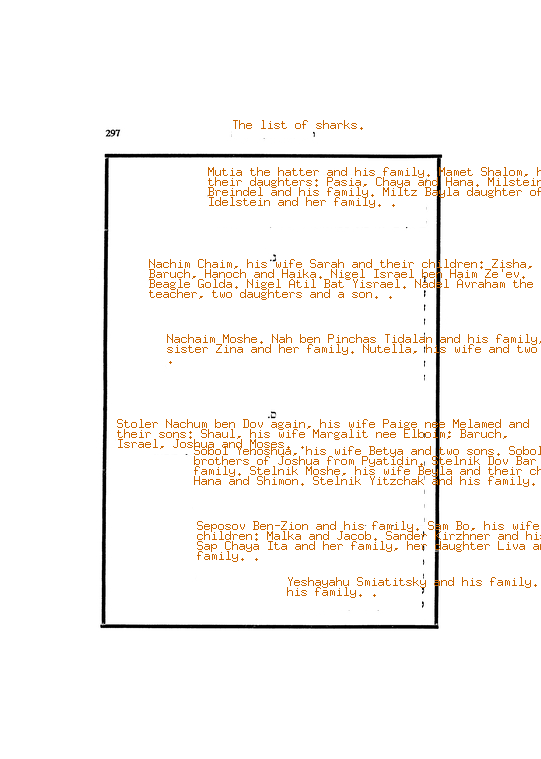 The list of sharks.
297
Mutia the hatter and his family. Mamet Shalom, h
their daughters: Pasia, Chaya and Hana. Milstein
Breindel and his family. Miltz Bayla daughter of
Idelstein and her family. .
נ.
Nachim Chaim, his wife Sarah and their children: Zisha,
Baruch, Hanoch and Haika. Nigel Israel ben Haim Ze'ev.
Beagle Golda. Nigel Atil Bat Yisrael. Nadel Avraham the
teacher, two daughters and a son. .
Nachaim Moshe. Nah ben Pinchas Tidalan and his family,
sister Zina and her family. Nutella, his wife and two
.
ס.
Stoler Nachum ben Dov again, his wife Paige nee Melamed and
their sons: Shaul, his wife Margalit nee Elboim; Baruch,
Israel, Joshua and Moses. .
Sobol Yehoshua, his wife Betya and two sons. Sobol
brothers of Joshua from Pyatidin. Stelnik Dov Bar
family. Stelnik Moshe, his wife Beyla and their ch
Hana and Shimon. Stelnik Yitzchak and his family.
Seposov Ben-Zion and his family. Sam Bo, his wife
children: Malka and Jacob. Sander Kirzhner and his
Sap Chaya Ita and her family, her daughter Liva an
family. .
Yeshayahu Smiatitsky and his family.
his family. .